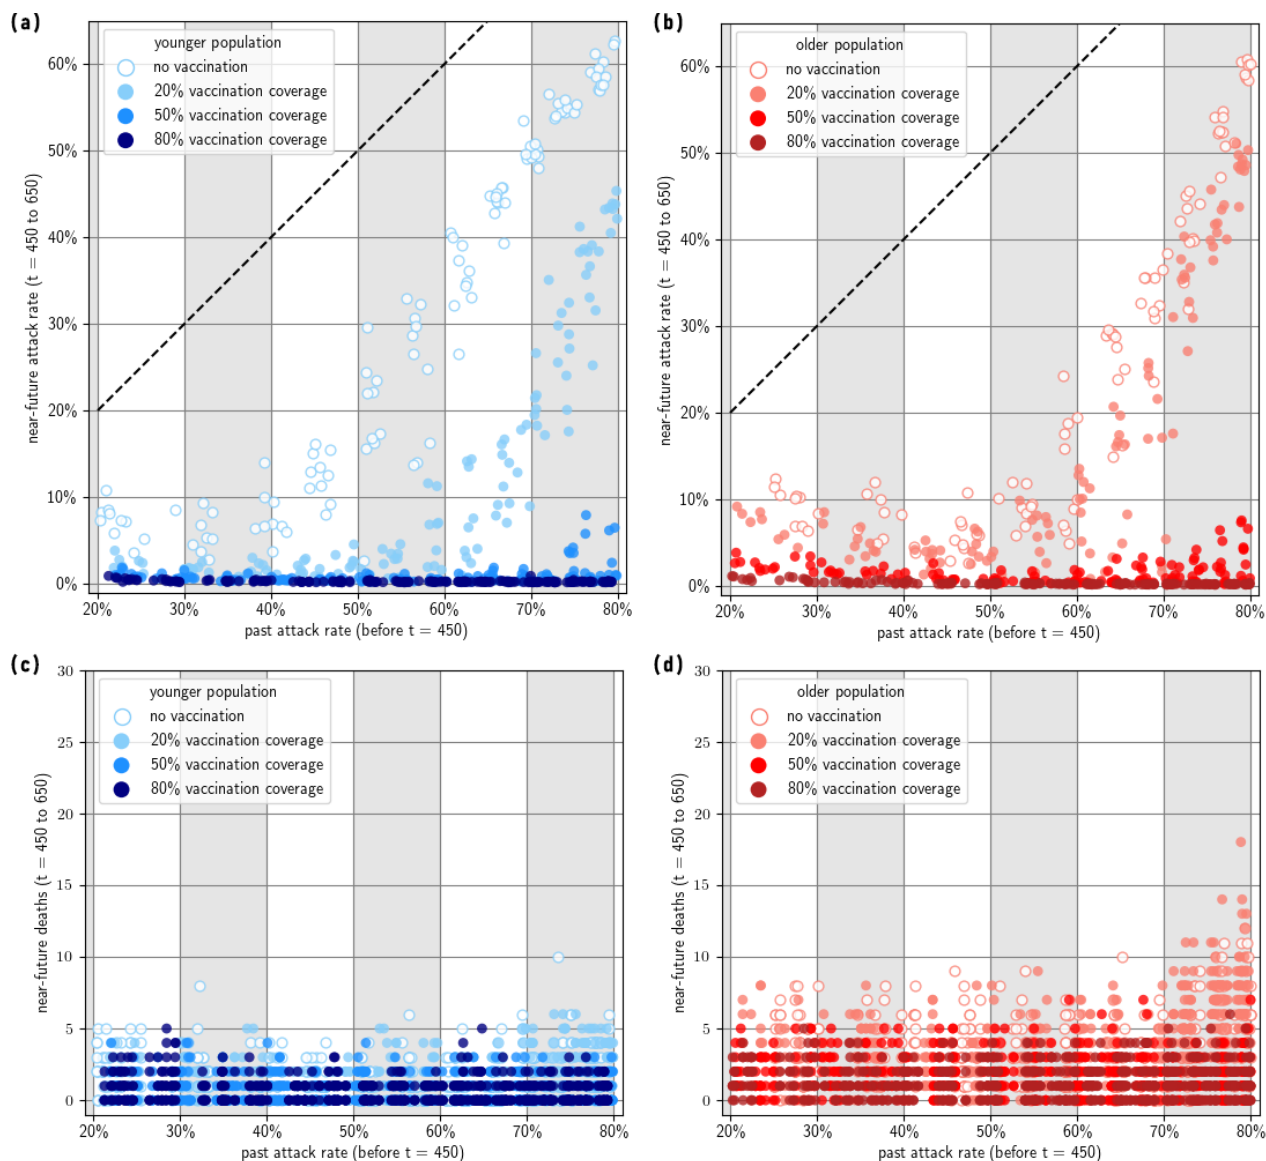 (a)
younger population
no vaccination
20% vaccination coverage
50% vaccination coverage
80% vaccination coverage
60%
50%
40%
30%
20%
10%
0%
near-future attack rate (t = 450 to 650)
20% 30% 40% 50% 60% 70% 80%
past attack rate (before t = 450)
(b)
older population
no vaccination
20% vaccination coverage
50% vaccination coverage
80% vaccination coverage
60%
50%
40%
30%
20%
10%
0%
near-future attack rate (t = 450 to 650)
20% 30% 40% 50% 60% 70% 80%
past attack rate (before t = 450)
(c)
younger population
no vaccination
20% vaccination coverage
50% vaccination coverage
80% vaccination coverage
30
25
20
15
10
5
0
near-future deaths (t = 450 to 650)
20% 30% 40% 50% 60% 70% 80%
past attack rate (before t = 450)
(d)
older population
no vaccination
20% vaccination coverage
50% vaccination coverage
80% vaccination coverage
30
25
20
15
10
5
0
near-future deaths (t = 450 to 650)
20% 30% 40% 50% 60% 70% 80%
past attack rate (before t = 450)